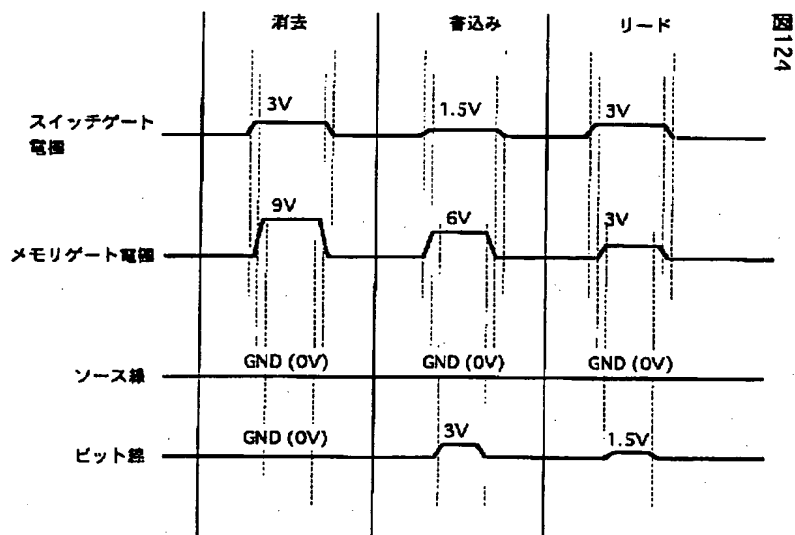 図124
消去
書込み
リード
スイッチゲート
電極
3V
1.5V
3V
メモリゲート電極
9V
6V
3V
ソース線
GND (0V)
GND (0V)
GND (0V)
ビット線
GND (0V)
3V
1.5V